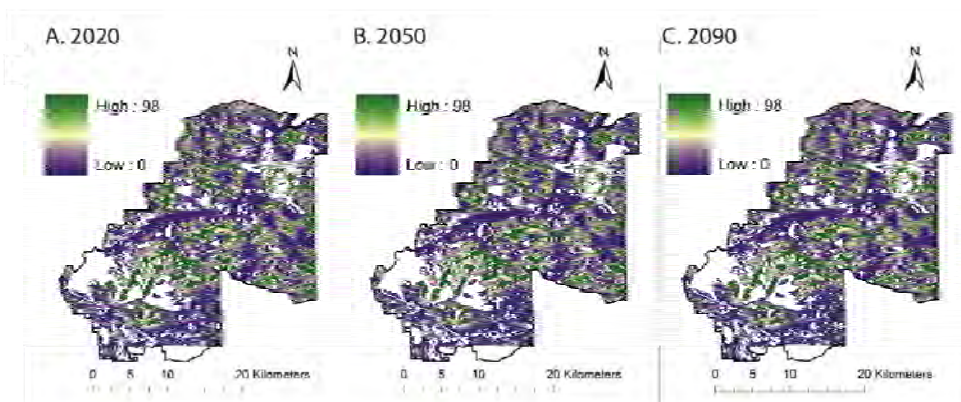 A. 2020
N
High : 98
Low : 0
0 5 10 20 Kilometers
B. 2050
N
High : 98
Low : 0
0 5 10 20 Kilometers
C. 2090
N
High : 98
Low : 0
0 5 10 20 Kilometers